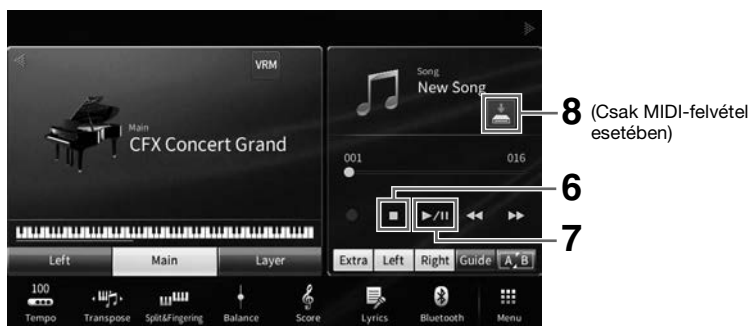 VRM
Main
CFX Concert Grand
Song
New Song
001 016
Left Main Layer
Extra Left Right Guide A B
100
Tempo Transpose Split&Fingering Balance Score Lyrics Bluetooth Menu
8 (Csak MIDI-felvétel
esetében)
6
7